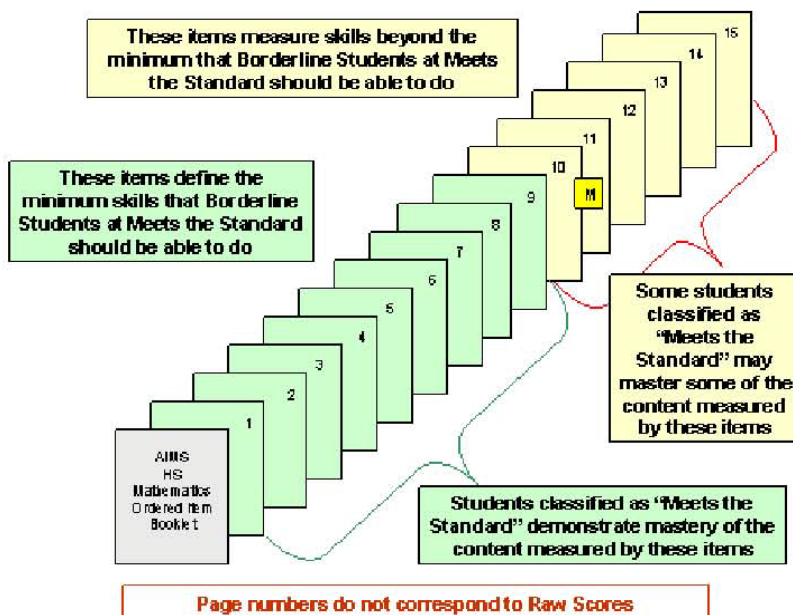 These items measure skills beyond the
minimum that Borderline Students at Meets
the Standard should be able to do
These items define the
minimum skills that Borderline
Students at Meets the Standard
should be able to do
15
14
13
12
11
10
M
9
8
7
6
5
4
3
2
1
AIMS
HS
Mathematics
Ordered Item
Booklet
Some students
classified as
“Meets the
Standard” may
master some of the
content measured
by these items
Students classified as “Meets the
Standard” demonstrate mastery of the
content measured by these items
Page numbers do not correspond to Raw Scores